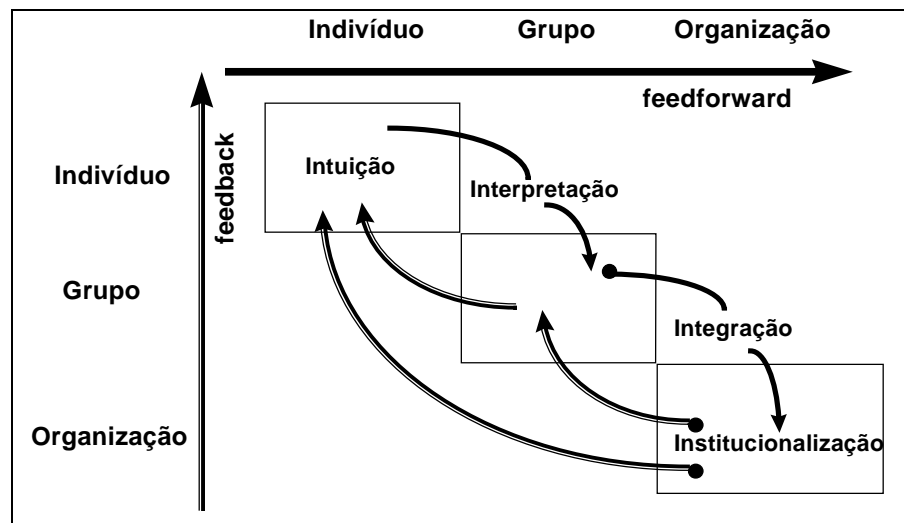 Indivíduo Grupo Organização
feedforward
feedback
Indivíduo
Intuição
Interpretação
Grupo
Integração
Organização
Institucionalização